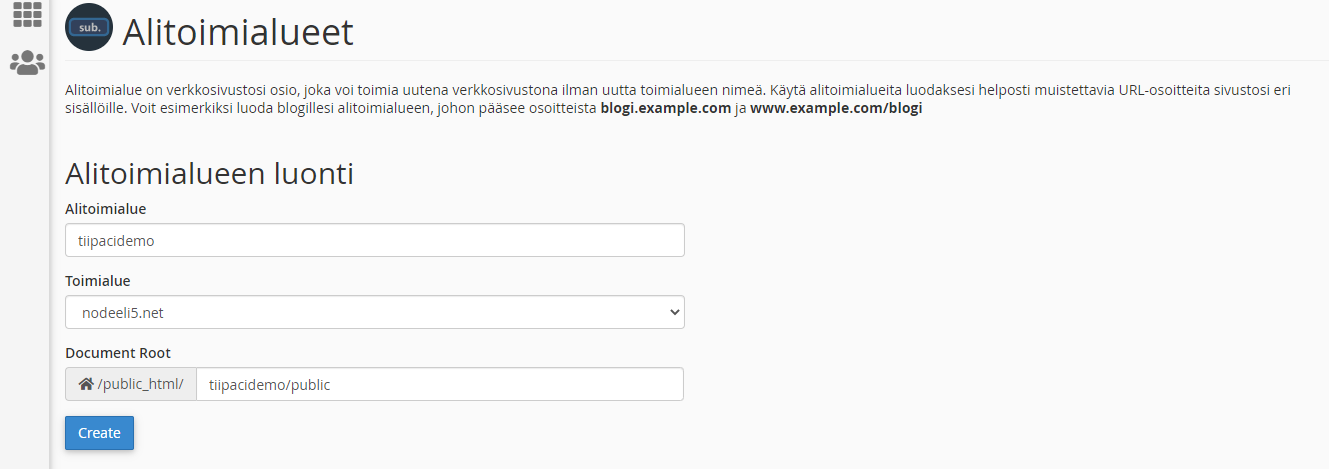 sub.
Alitoimialueet
Alitoimialue on verkkosivustosi osio, joka voi toimia uutena verkkosivustona ilman uutta toimialueen nimeä. Käytä alitoimialueita luodaksesi helposti muistettavia URL-osoitteita sivustosi eri
sisällöille. Voit esimerkiksi luoda blogillesi alitoimialueen, johon pääsee osoitteista blogi.example.com ja www.example.com/blogi
Alitoimialueen luonti
Alitoimialue
tiipacidemo
Toimialue
nodeeli5.net
Document Root
/public_html/ tiipacidemo/public
Create